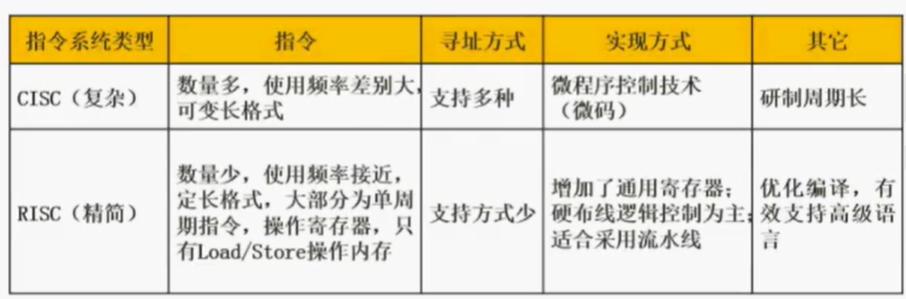 指令系统类型 指令 寻址方式 实现方式 其它
CISC（复杂）
数量多，使用频率差别大，
可变长格式
支持多种
微程序控制技术
（微码）
研制周期长
RISC（精简）
数量少，使用频率接近，
定长格式，大部分为单周
期指令，操作寄存器，只
有Load/Store操作内存
支持方式少
增加了通用寄存器；
硬布线逻辑控制为主；
适合采用流水线
优化编译，有
效支持高级语
言